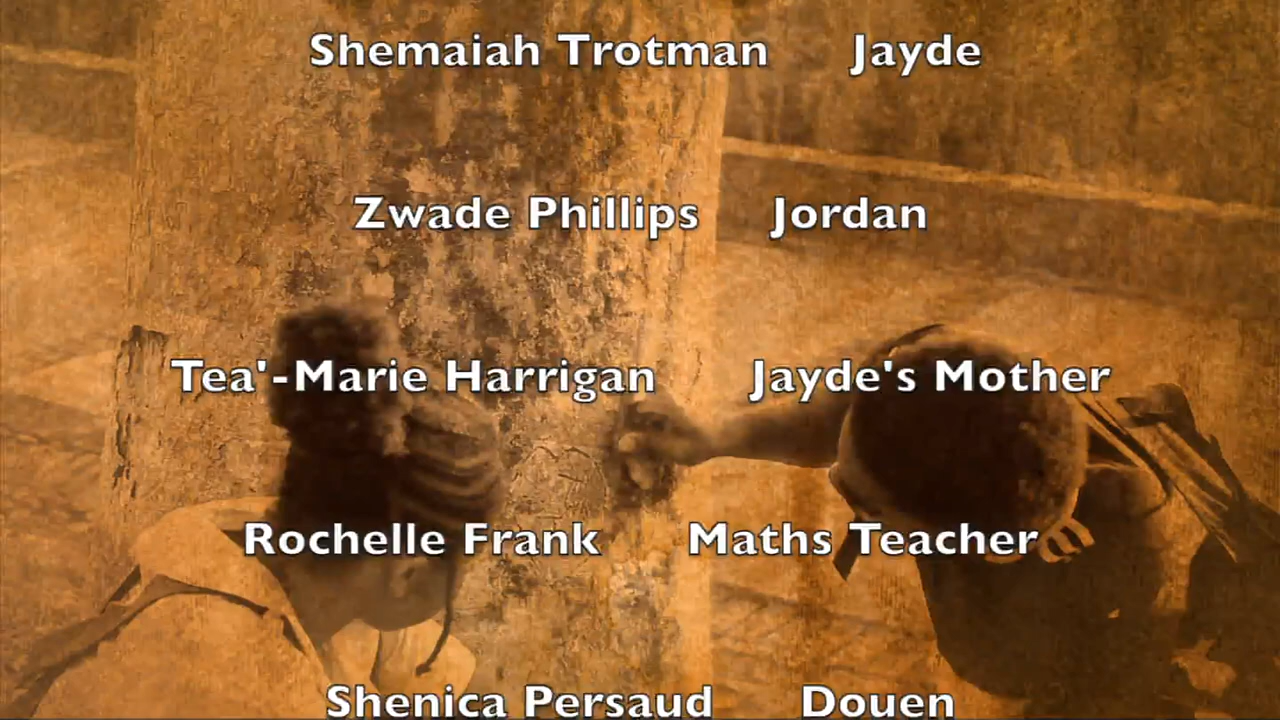 Shemaiah Trotman Jayde
Zwade Phillips Jordan
Tea'-Marie Harrigan Jayde's Mother
Rochelle Frank Maths Teacher
Shenica Persaud Douen